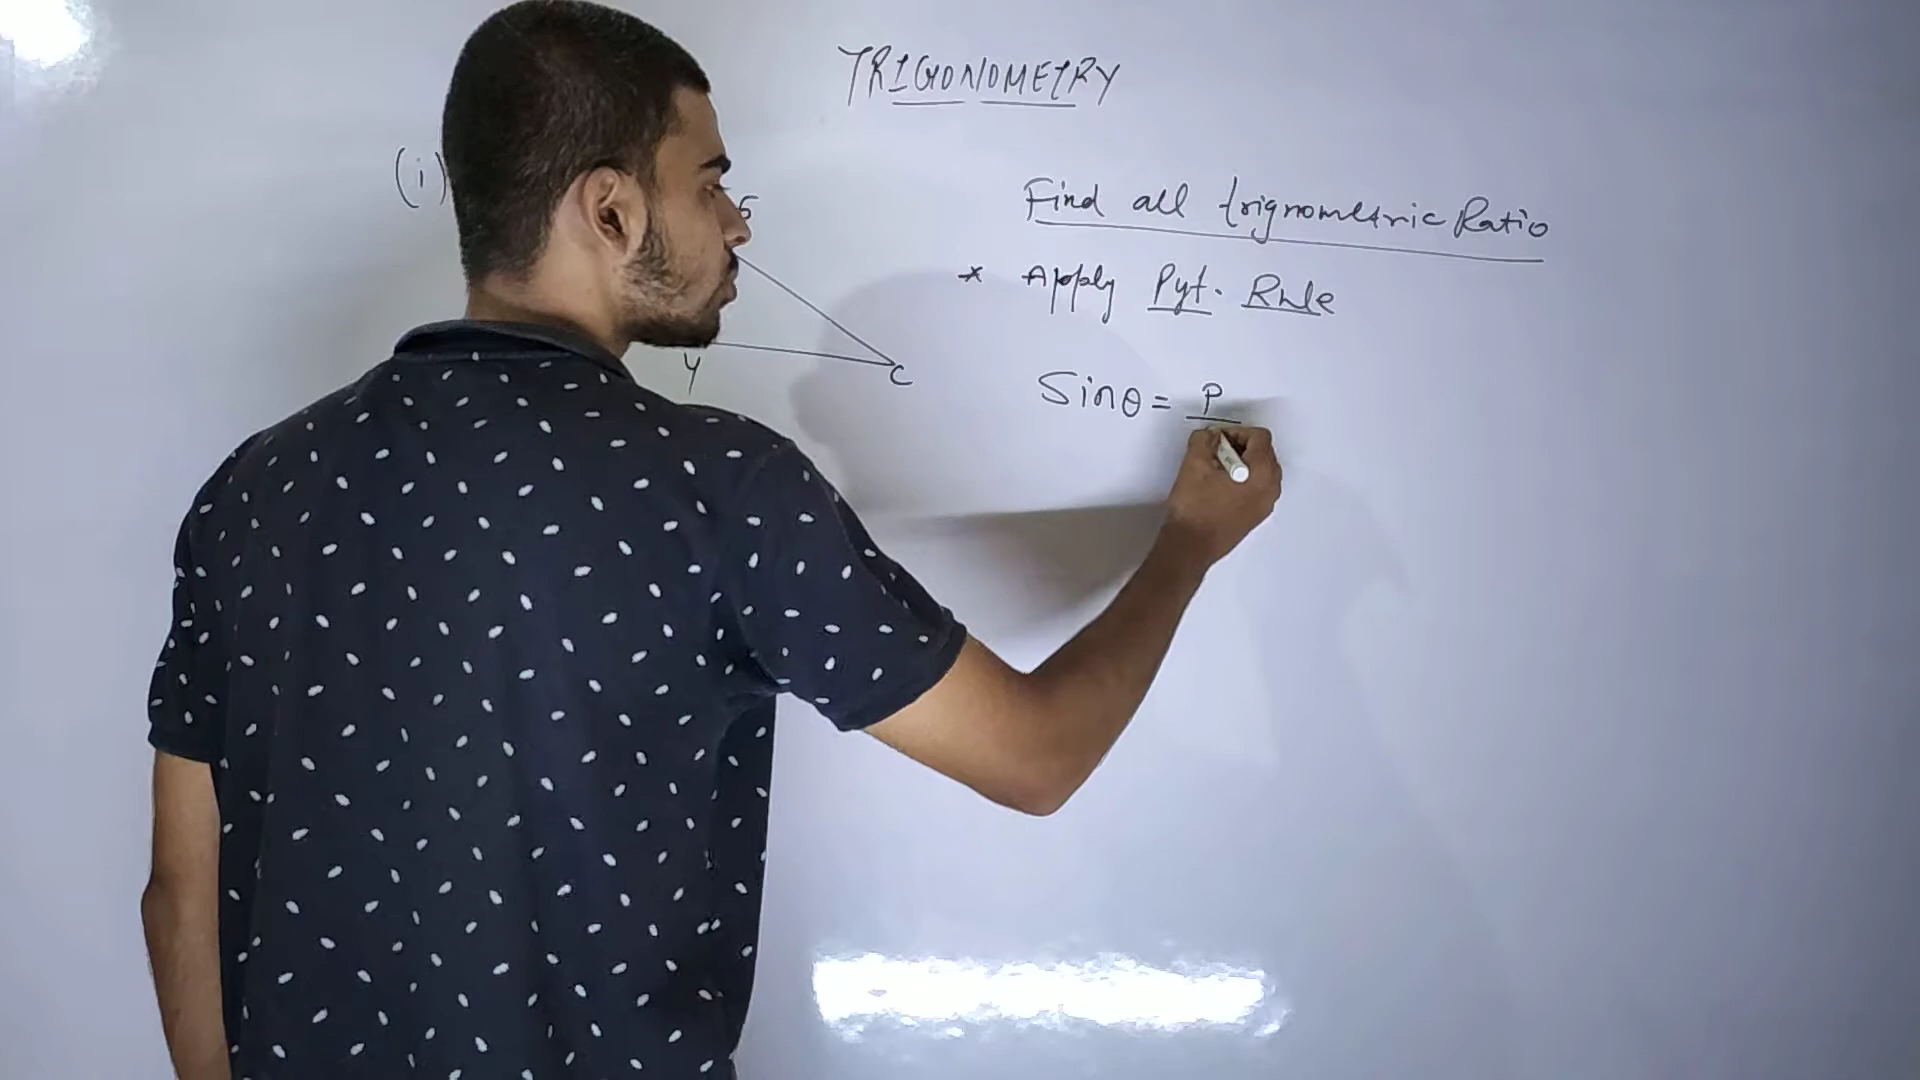 TRIGONOMETRY
(i)
5
Find all trignometric Ratio
* Apply Pyt. Rule
4
C
Sinθ = P